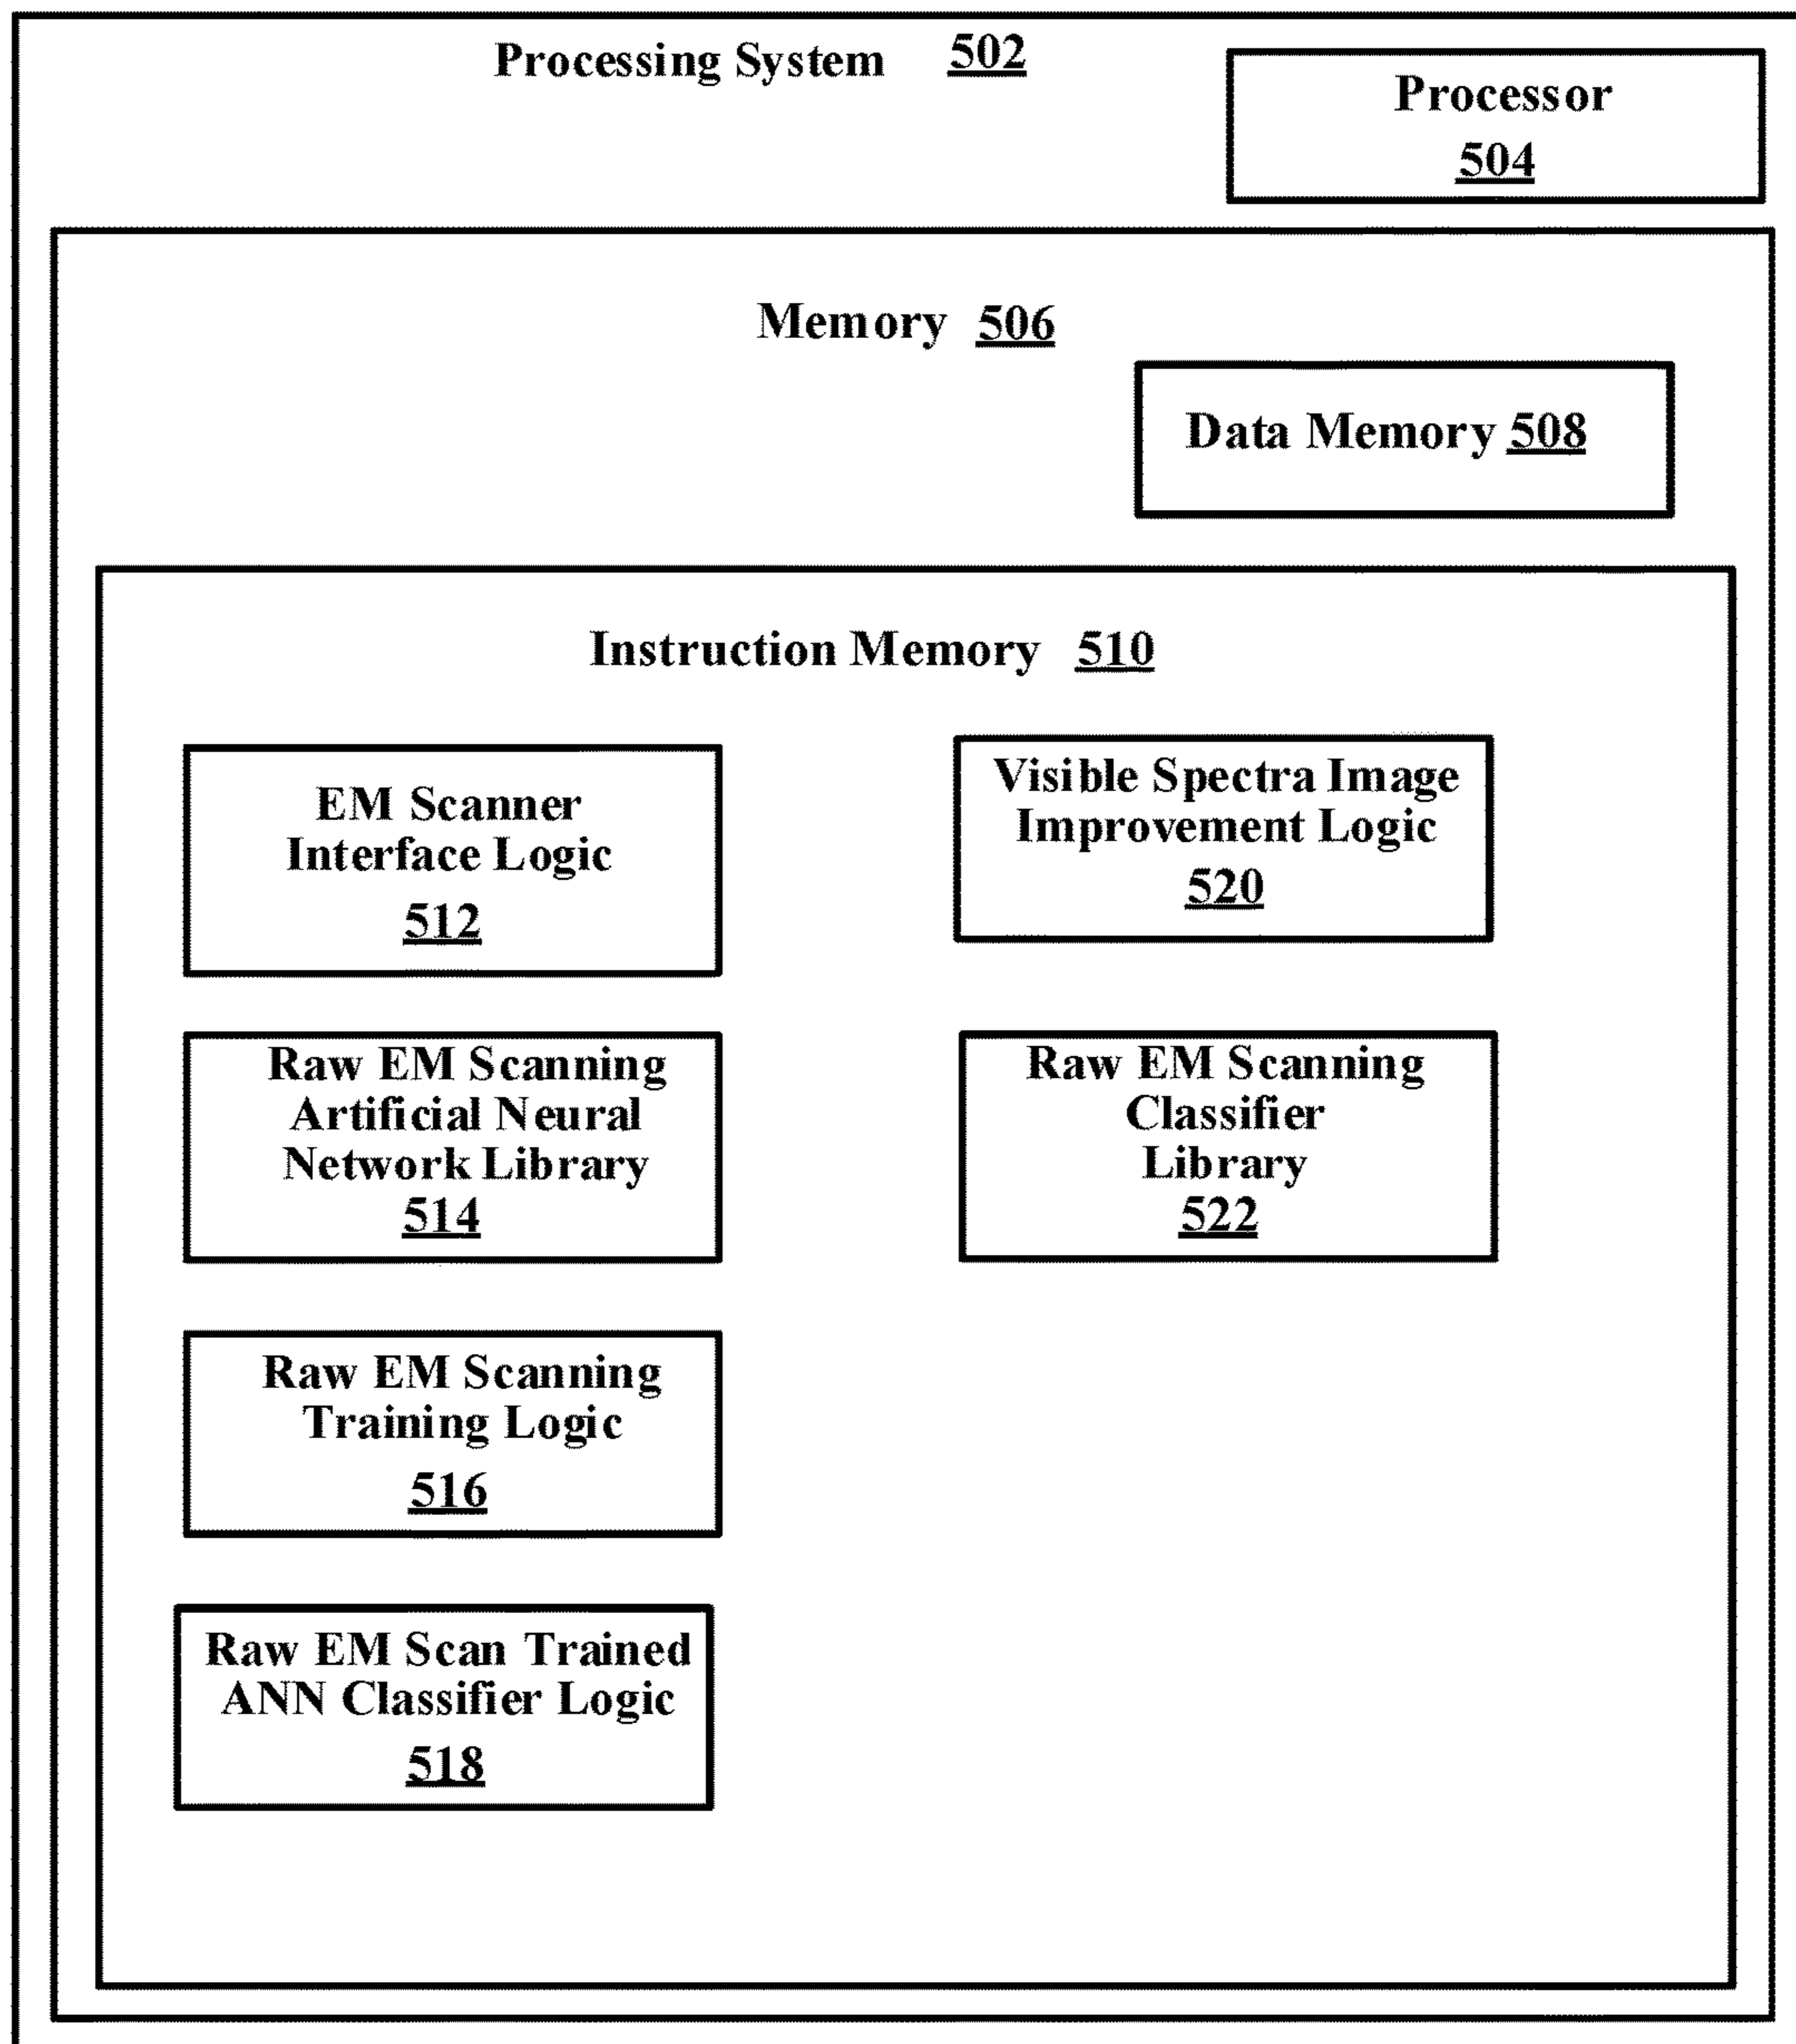 Processing System 502
Processor
504
Memory 506
Data Memory 508
Instruction Memory 510
EM Scanner
Interface Logic
512
Visible Spectra Image
Improvement Logic
520
Raw EM Scanning
Artificial Neural
Network Library
514
Raw EM Scanning
Classifier
Library
522
Raw EM Scanning
Training Logic
516
Raw EM Scan Trained
ANN Classifier Logic
518